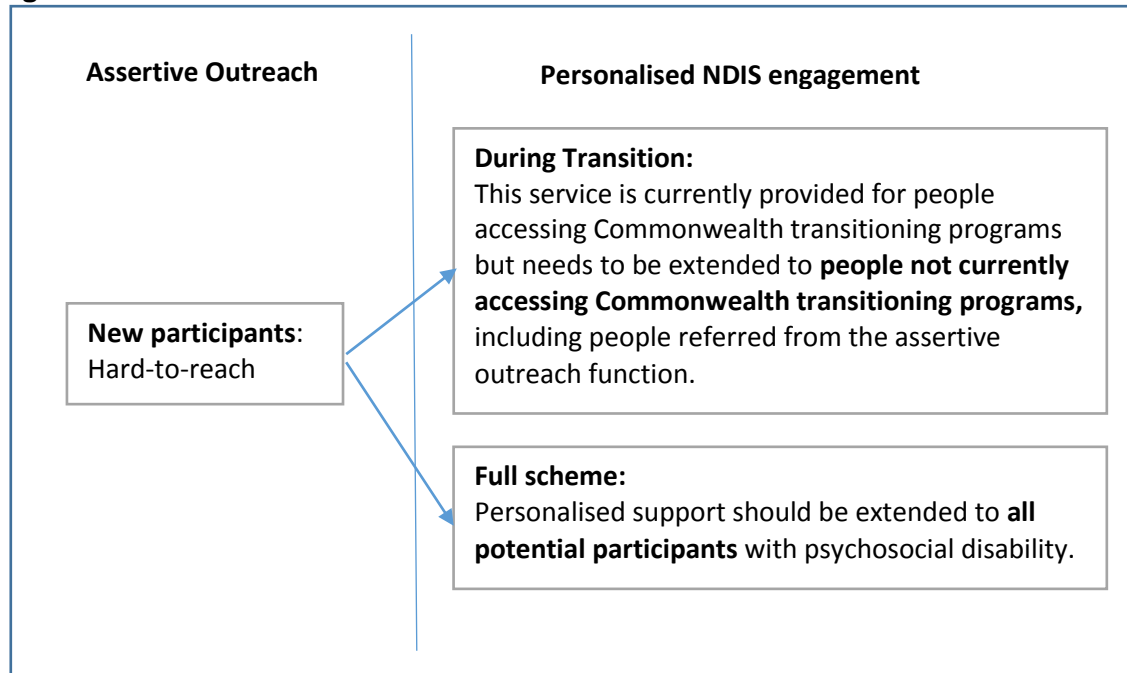 Assertive Outreach
Personalised NDIS engagement
New participants:
Hard-to-reach
During Transition:
This service is currently provided for people
accessing Commonwealth transitioning programs
but needs to be extended to people not currently
accessing Commonwealth transitioning programs,
including people referred from the assertive
outreach function.
Full scheme:
Personalised support should be extended to all
potential participants with psychosocial disability.